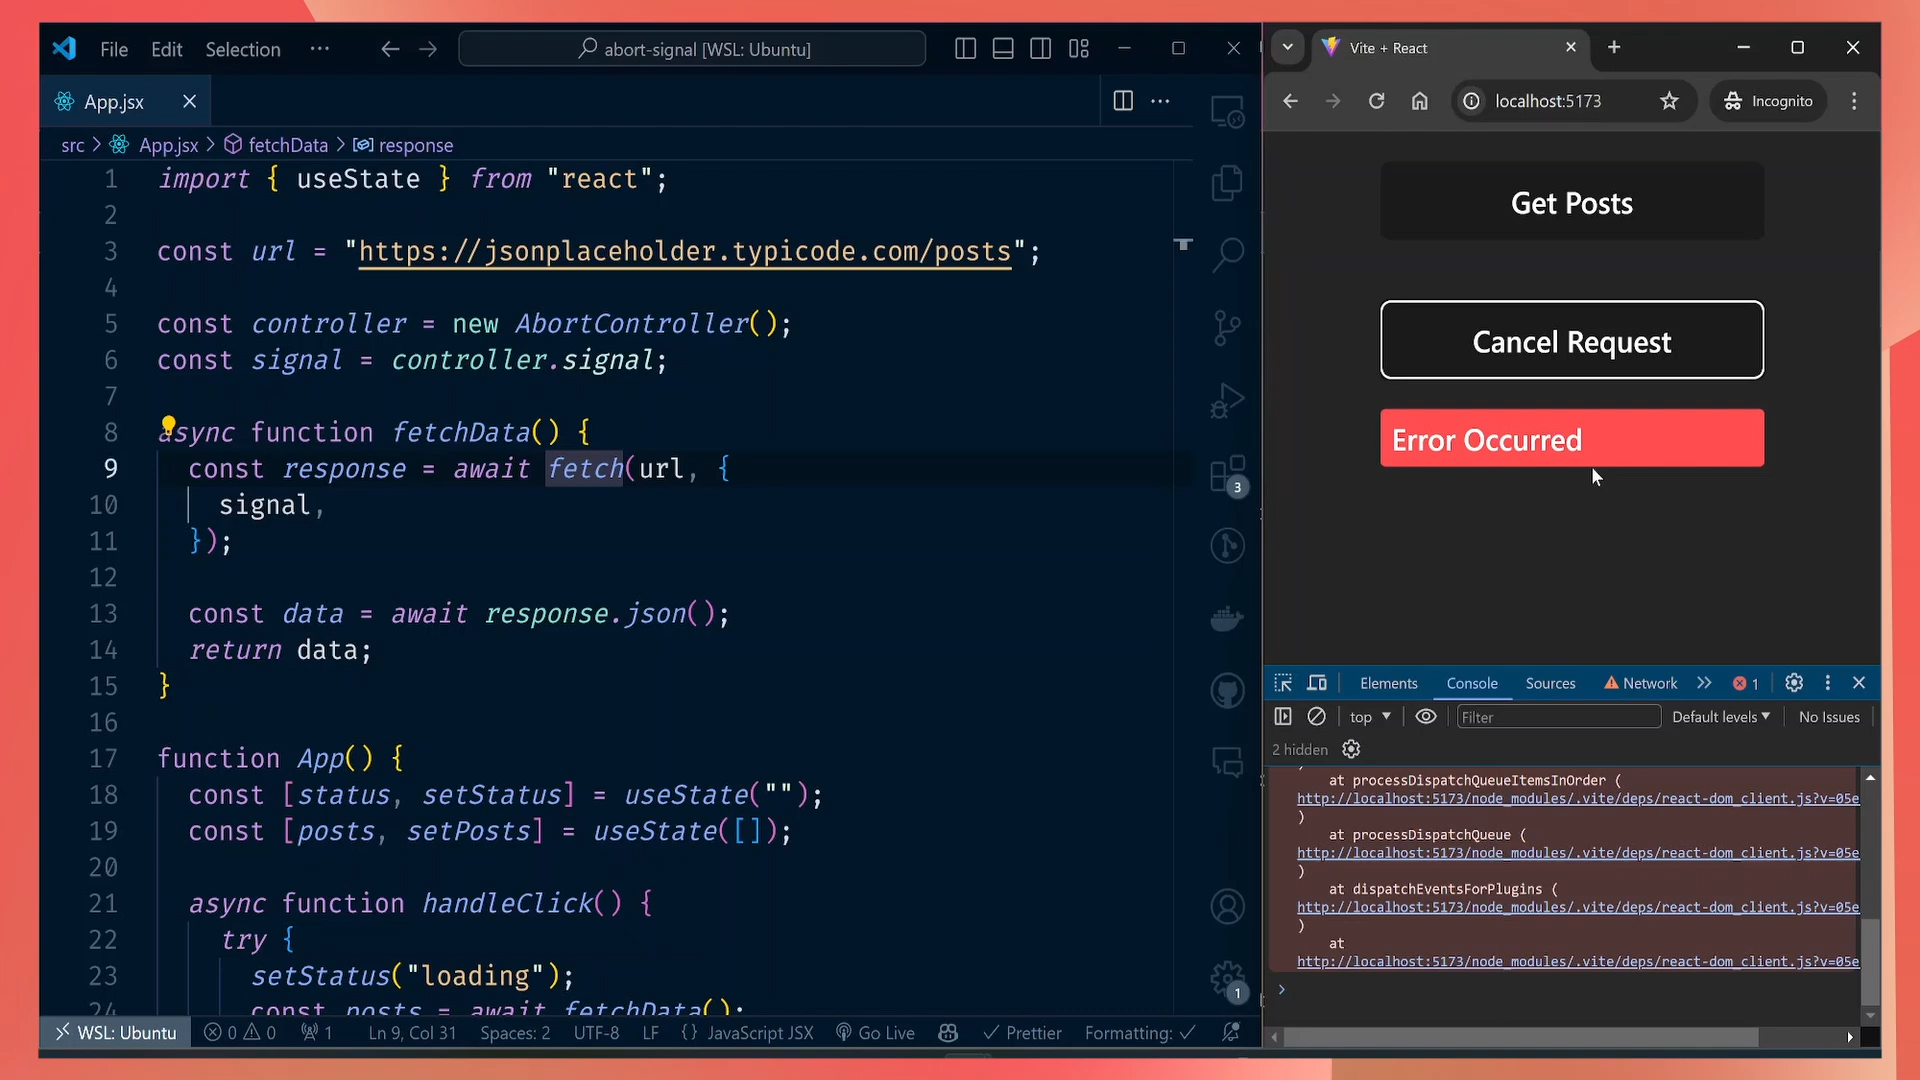 File Edit Selection ···
abort-signal [WSL: Ubuntu]
App.jsx
src > App.jsx > fetchData > response
1 import { useState } from "react";
2
3 const url = "https://jsonplaceholder.typicode.com/posts";
4
5 const controller = new AbortController();
6 const signal = controller.signal;
7
8 async function fetchData() {
9 const response = await fetch(url, {
10 signal,
11 });
12
13 const data = await response.json();
14 return data;
15 }
16
17 function App() {
18 const [status, setStatus] = useState("");
19 const [posts, setPosts] = useState([]);
20
21 async function handleClick() {
22 try {
23 setStatus("loading");
24 const posts = await fetchData();
3
1
WSL: Ubuntu 0 0 1 Ln 9, Col 31 Spaces: 2 UTF-8 LF {} JavaScript JSX Go Live Prettier Formatting:
Vite + React
localhost:5173 Incognito
Get Posts
Cancel Request
Error Occurred
Elements Console Sources Network 1
top Filter Default levels No Issues
2 hidden
)
at processDispatchQueueItemsInOrder (
http://localhost:5173/node_modules/.vite/deps/react-dom_client.js?v=05e
)
at processDispatchQueue (
http://localhost:5173/node_modules/.vite/deps/react-dom_client.js?v=05e
)
at dispatchEventsForPlugins (
http://localhost:5173/node_modules/.vite/deps/react-dom_client.js?v=05e
)
at
http://localhost:5173/node_modules/.vite/deps/react-dom_client.js?v=05e